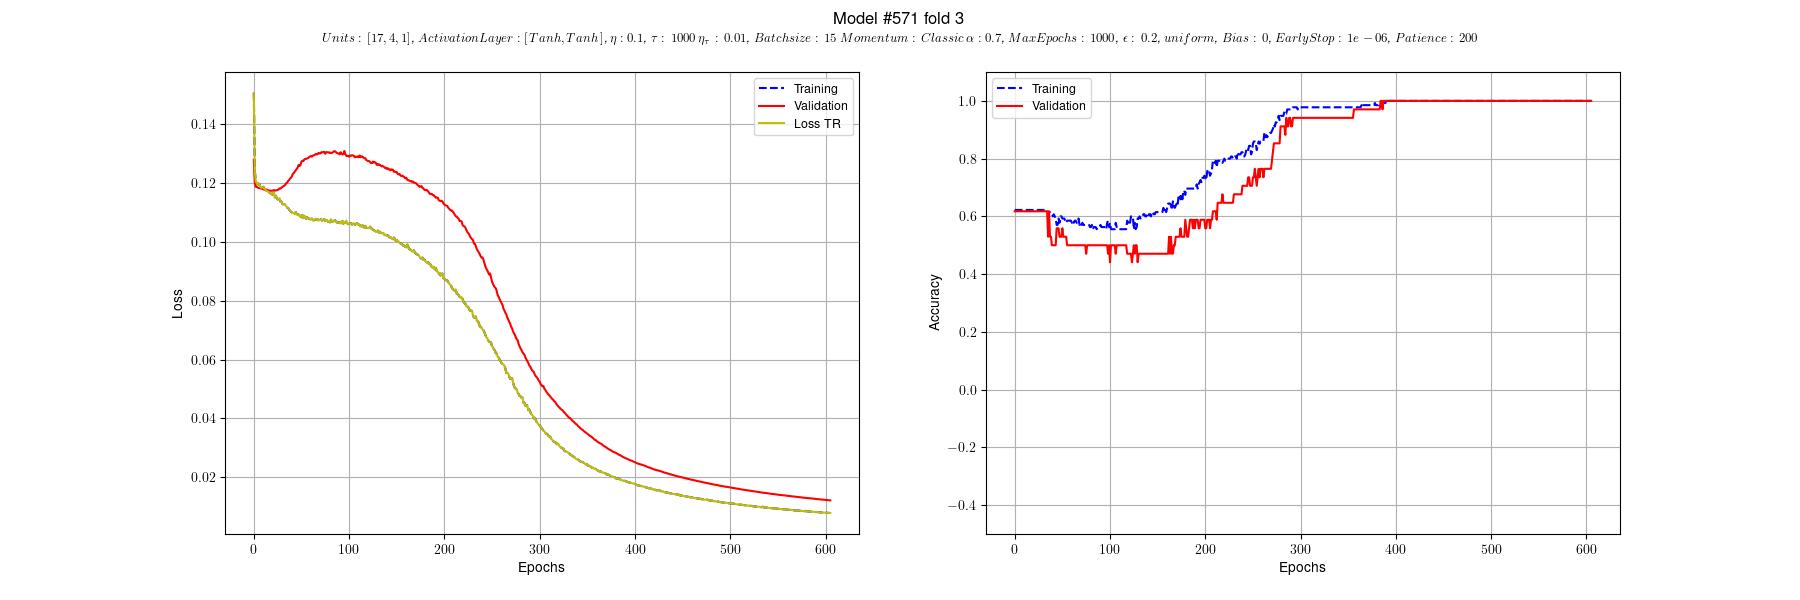 Model #571 fold 3
Units : [17, 4, 1], ActivationLayer : [Tanh, Tanh], η : 0.1, τ : 1000 ητ : 0.01, Batchsize : 15 Momentum : Classic α : 0.7, MaxEpochs : 1000, ϵ : 0.2, uniform, Bias : 0, EarlyStop : 1e − 06, Patience : 200
Training
Validation
Loss TR
0.14
0.12
0.10
0.08
0.06
0.04
0.02
Loss
0 100 200 300 400 500 600
Epochs
Training
Validation
1.0
0.8
0.6
0.4
0.2
0.0
−0.2
−0.4
Accuracy
0 100 200 300 400 500 600
Epochs